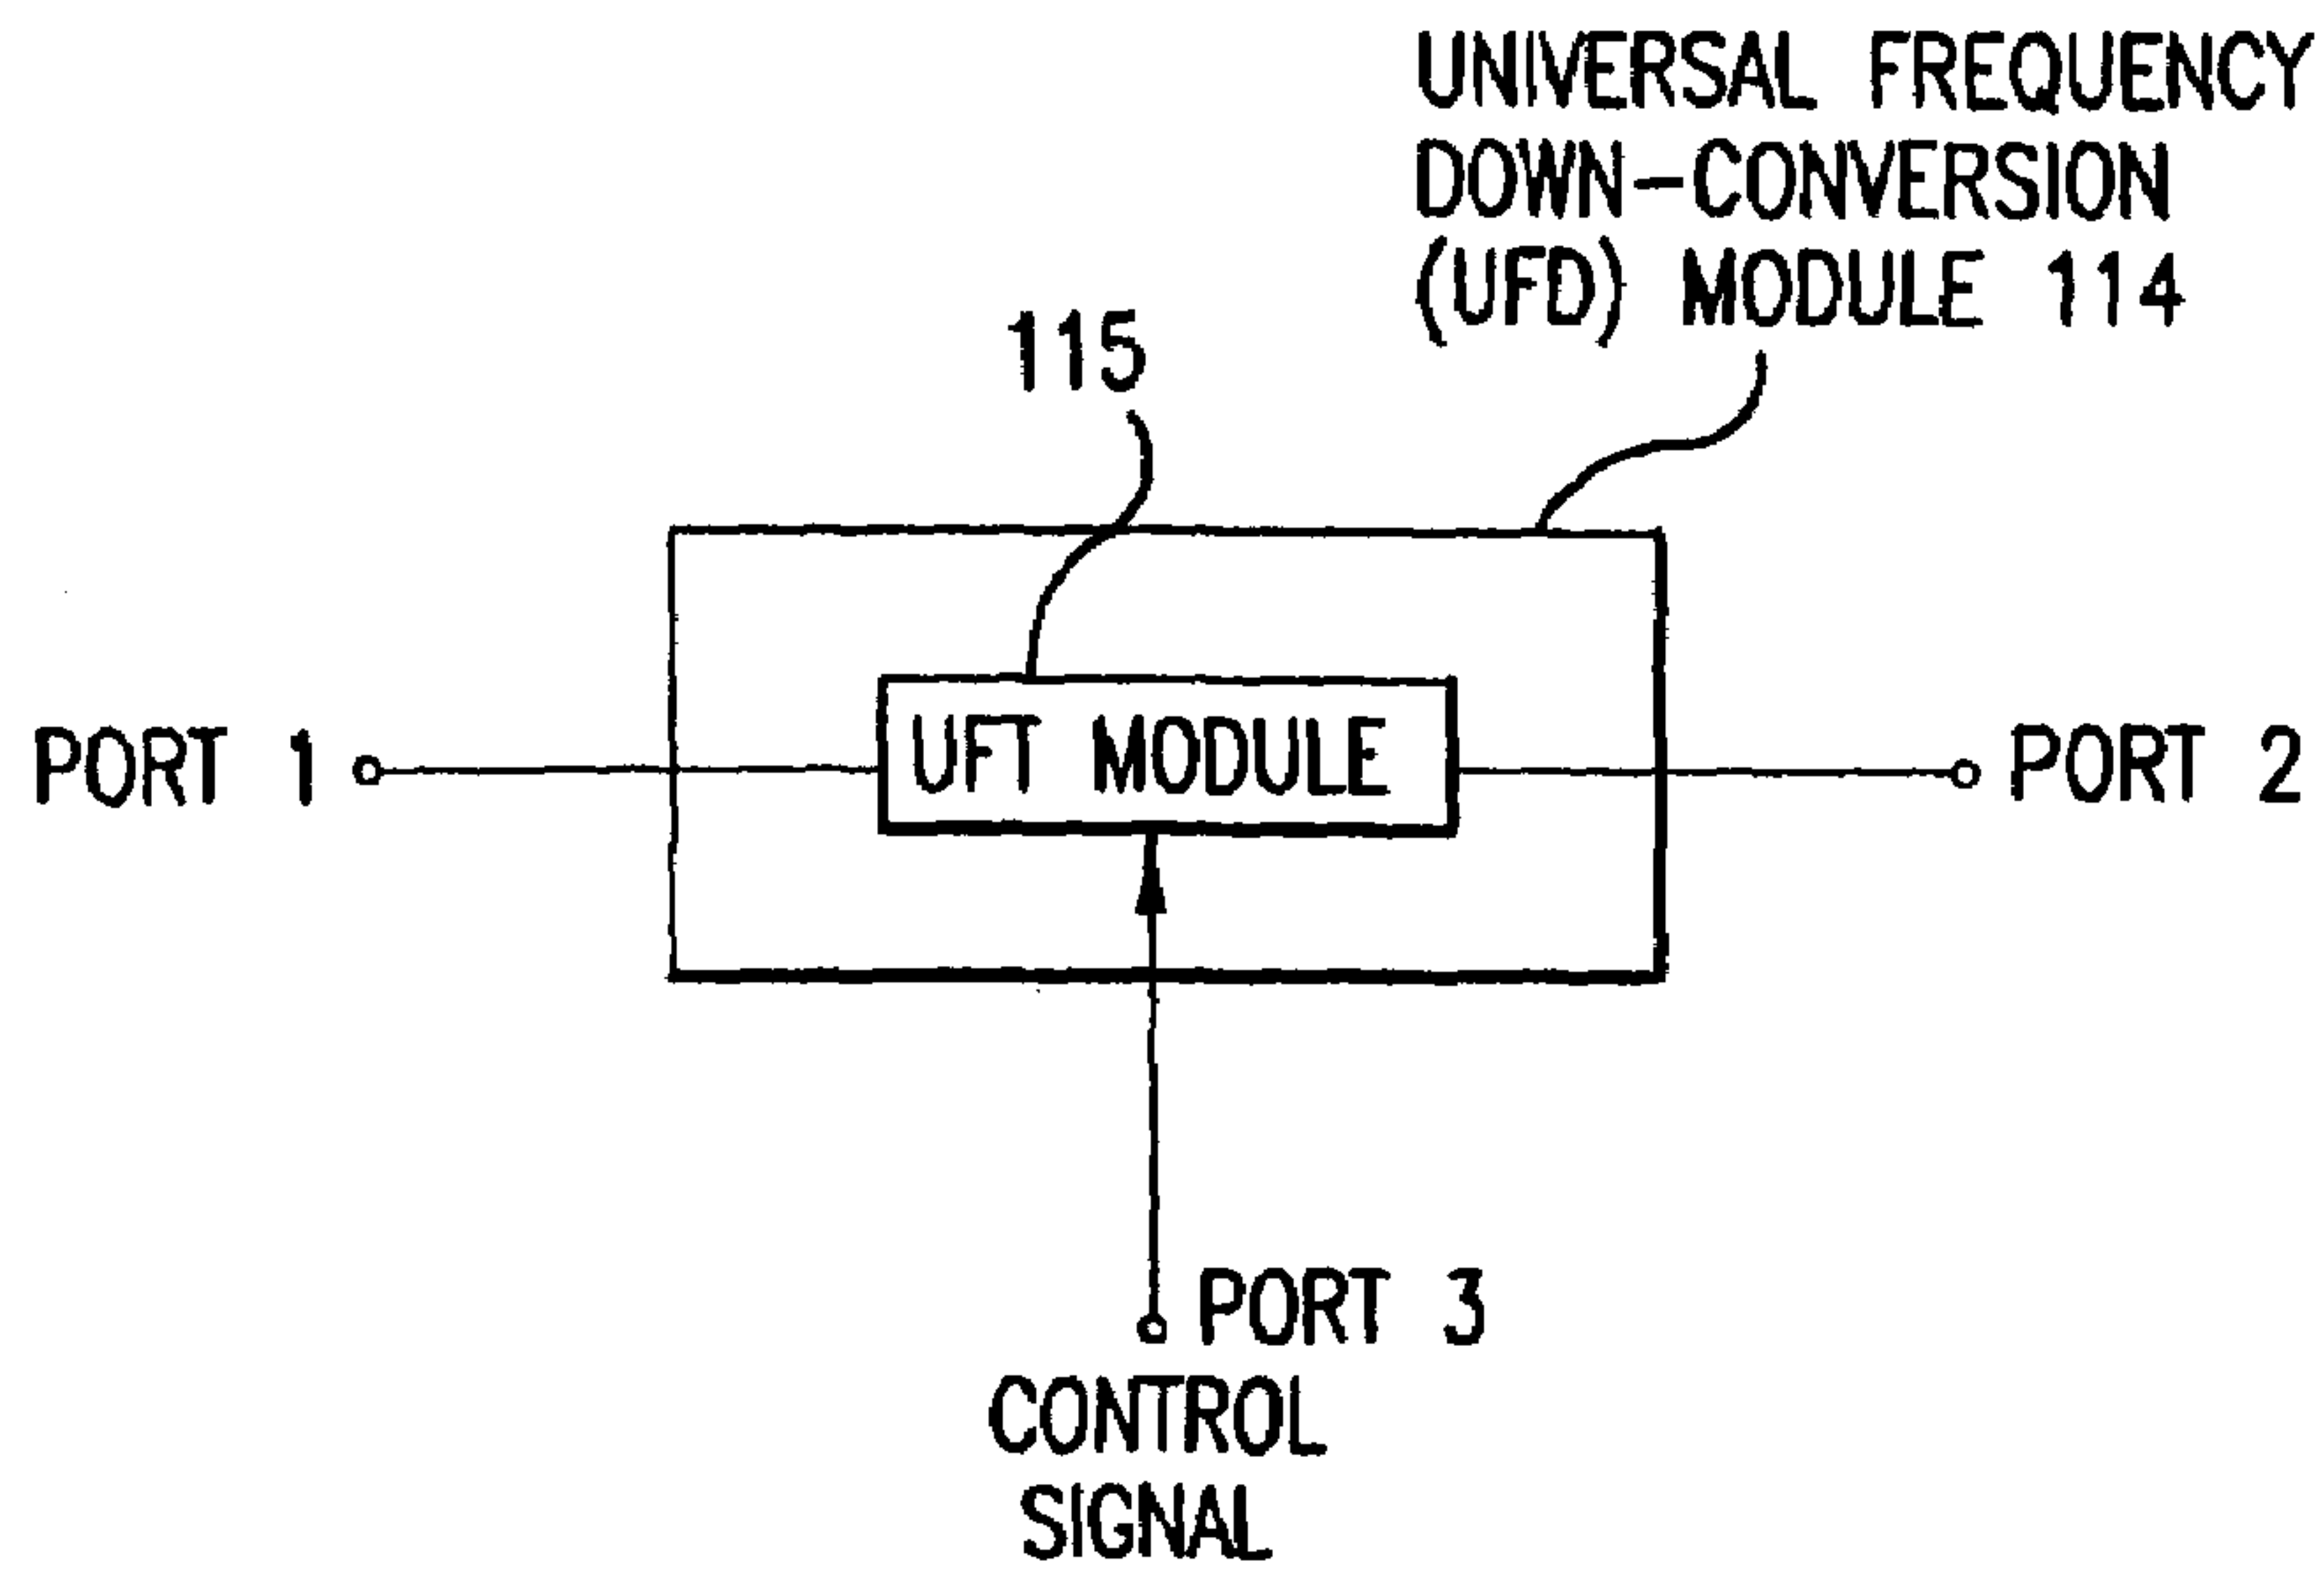 UNIVERSAL FREQUENCY
DOWN-CONVERSION
(UFD) MODULE 114
115
PORT 1
UFT MODULE
PORT 2
PORT 3
CONTROL
SIGNAL